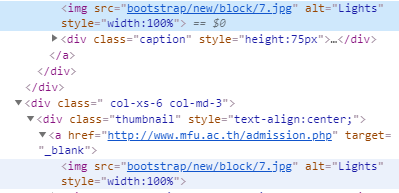 <img src="bootstrap/new/block/7.jpg" alt="Lights"
style="width:100%"> == $0
▶<div class="caption" style="height:75px">…</div>
</a>
</div>
</div>
▼<div class=" col-xs-6 col-md-3">
▼<div class="thumbnail" style="text-align:center;">
▼<a href="http://www.mfu.ac.th/admission.php" target=
"_blank">
<img src="bootstrap/new/block/7.jpg" alt="Lights"
style="width:100%">